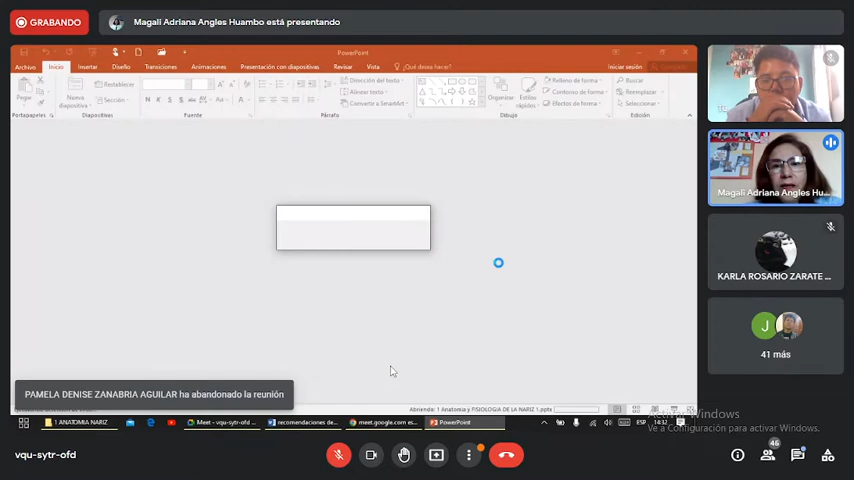 GRABANDO
Magali Adriana Angles Huambo está presentando
PowerPoint
Archivo Inicio Insertar Diseño Transiciones Animaciones Presentación con diapositivas Revisar Vista ¿Qué desea hacer? Iniciar sesión
Pegar
Nueva diapositiva
Restablecer
Sección
N K S
Dirección del texto
Alinear texto
Convierte a SmartArt
Organizar
Estilos rápidos
Relleno de forma
Contorno de forma
Efectos de forma
Buscar
Reemplazar
Seleccionar
Portapapeles Diapositivas Fuente Párrafo Dibujo Edición
Magali Adriana Angles Hu...
KARLA ROSARIO ZARATE ...
J
41 más
PAMELA DENISE ZANABRIA AGUILAR ha abandonado la reunión
Abriendo: 1 Anatomia y FISIOLOGIA DE LA NARIZ 1.pptx
Activar Windows
Ve a Configuración para activar Windows.
1 ANATOMIA NARIZ
Meet - vqu-sytr-ofd
recomendaciones de...
meet.google.com es...
PowerPoint
ESP 14:32
vqu-sytr-ofd
46